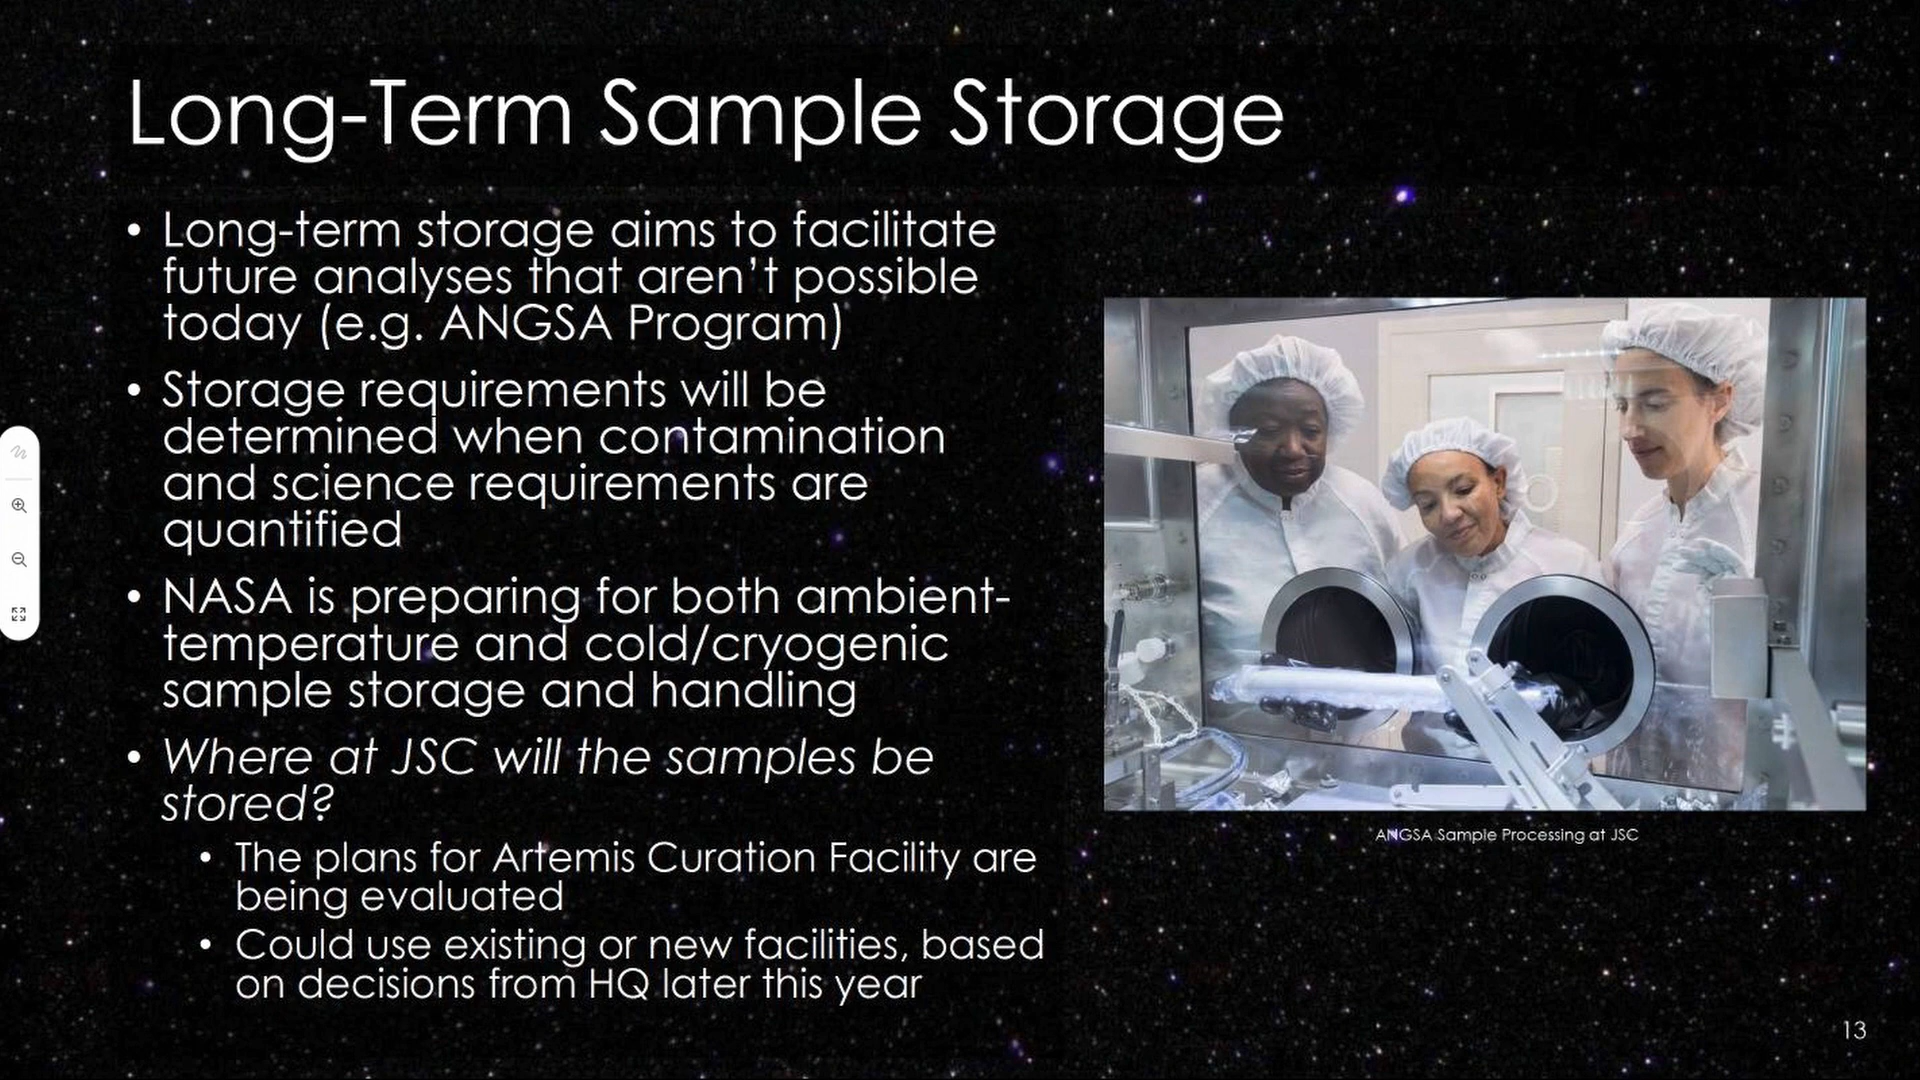 Long-Term Sample Storage
• Long-term storage aims to facilitate
future analyses that aren’t possible
today (e.g. ANGSA Program)
• Storage requirements will be
determined when contamination
and science requirements are
quantified
• NASA is preparing for both ambient-
temperature and cold/cryogenic
sample storage and handling
• Where at JSC will the samples be
stored?
• The plans for Artemis Curation Facility are
being evaluated
• Could use existing or new facilities, based
on decisions from HQ later this year
ANGSA Sample Processing at JSC
13